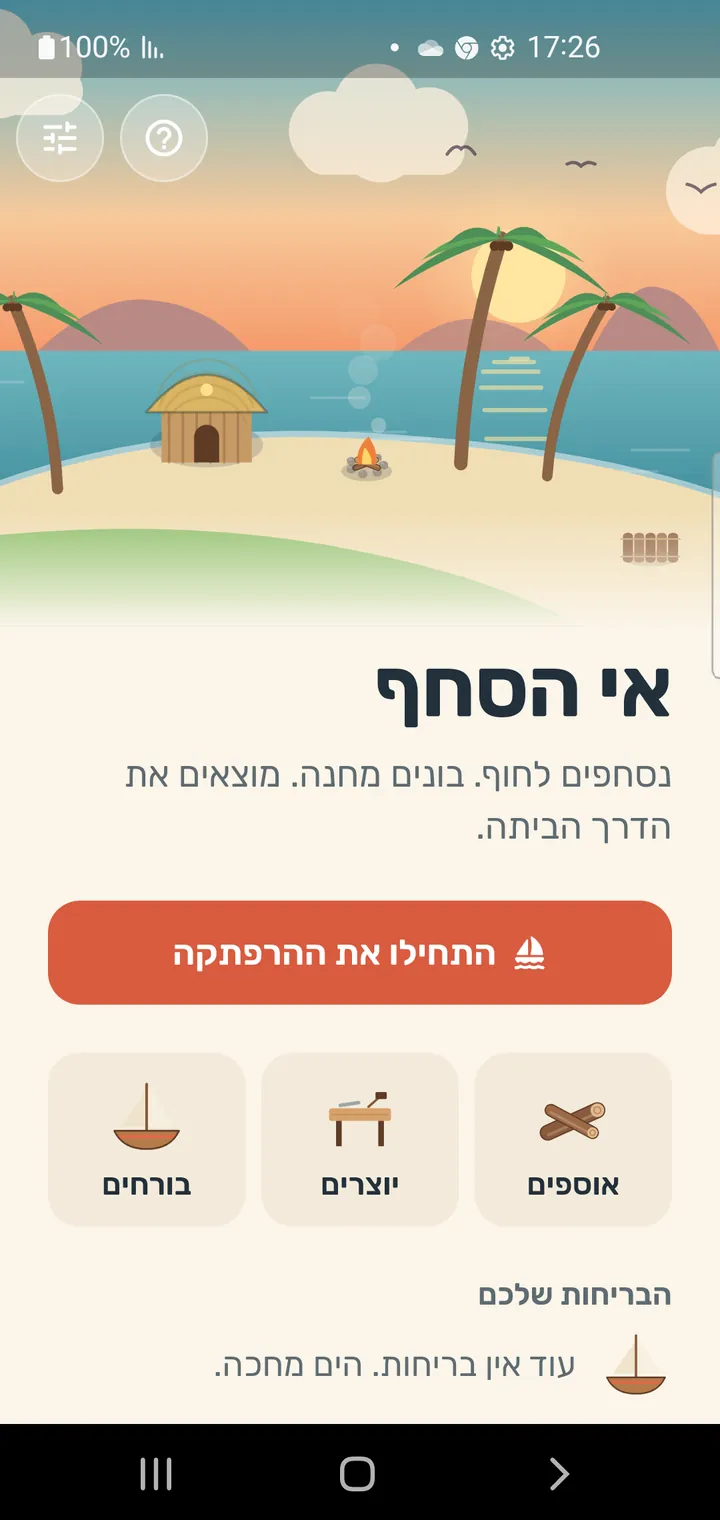 100% 17:26
אי הסחף
נסחפים לחוף. בונים מחנה. מוצאים את
הדרך הביתה.
התחילו את ההרפתקה
אוספים
יוצרים
בורחים
הבריחות שלכם
עוד אין בריחות. הים מחכה.